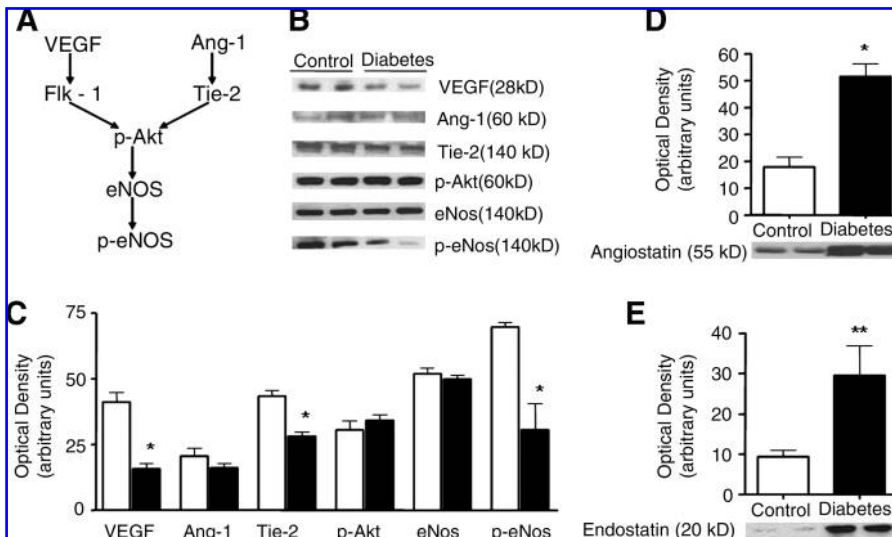 A
VEGF Ang-1
Flk - 1 Tie-2
p-Akt
eNOS
p-eNOS
B
Control Diabetes
VEGF(28kD)
Ang-1(60 kD)
Tie-2(140 kD)
p-Akt(60kD)
eNos(140kD)
p-eNos(140kD)
C
Optical Density
(arbitrary units)
75
50
25
0
*
*
*
VEGF Ang-1 Tie-2 p-Akt eNos p-eNos
D
Optical Density
(arbitrary units)
60
50
40
30
20
10
0
*
Control Diabetes
Angiostatin (55 kD)
E
Optical Density
(arbitrary units)
40
30
20
10
0
**
Control Diabetes
Endostatin (20 kD)